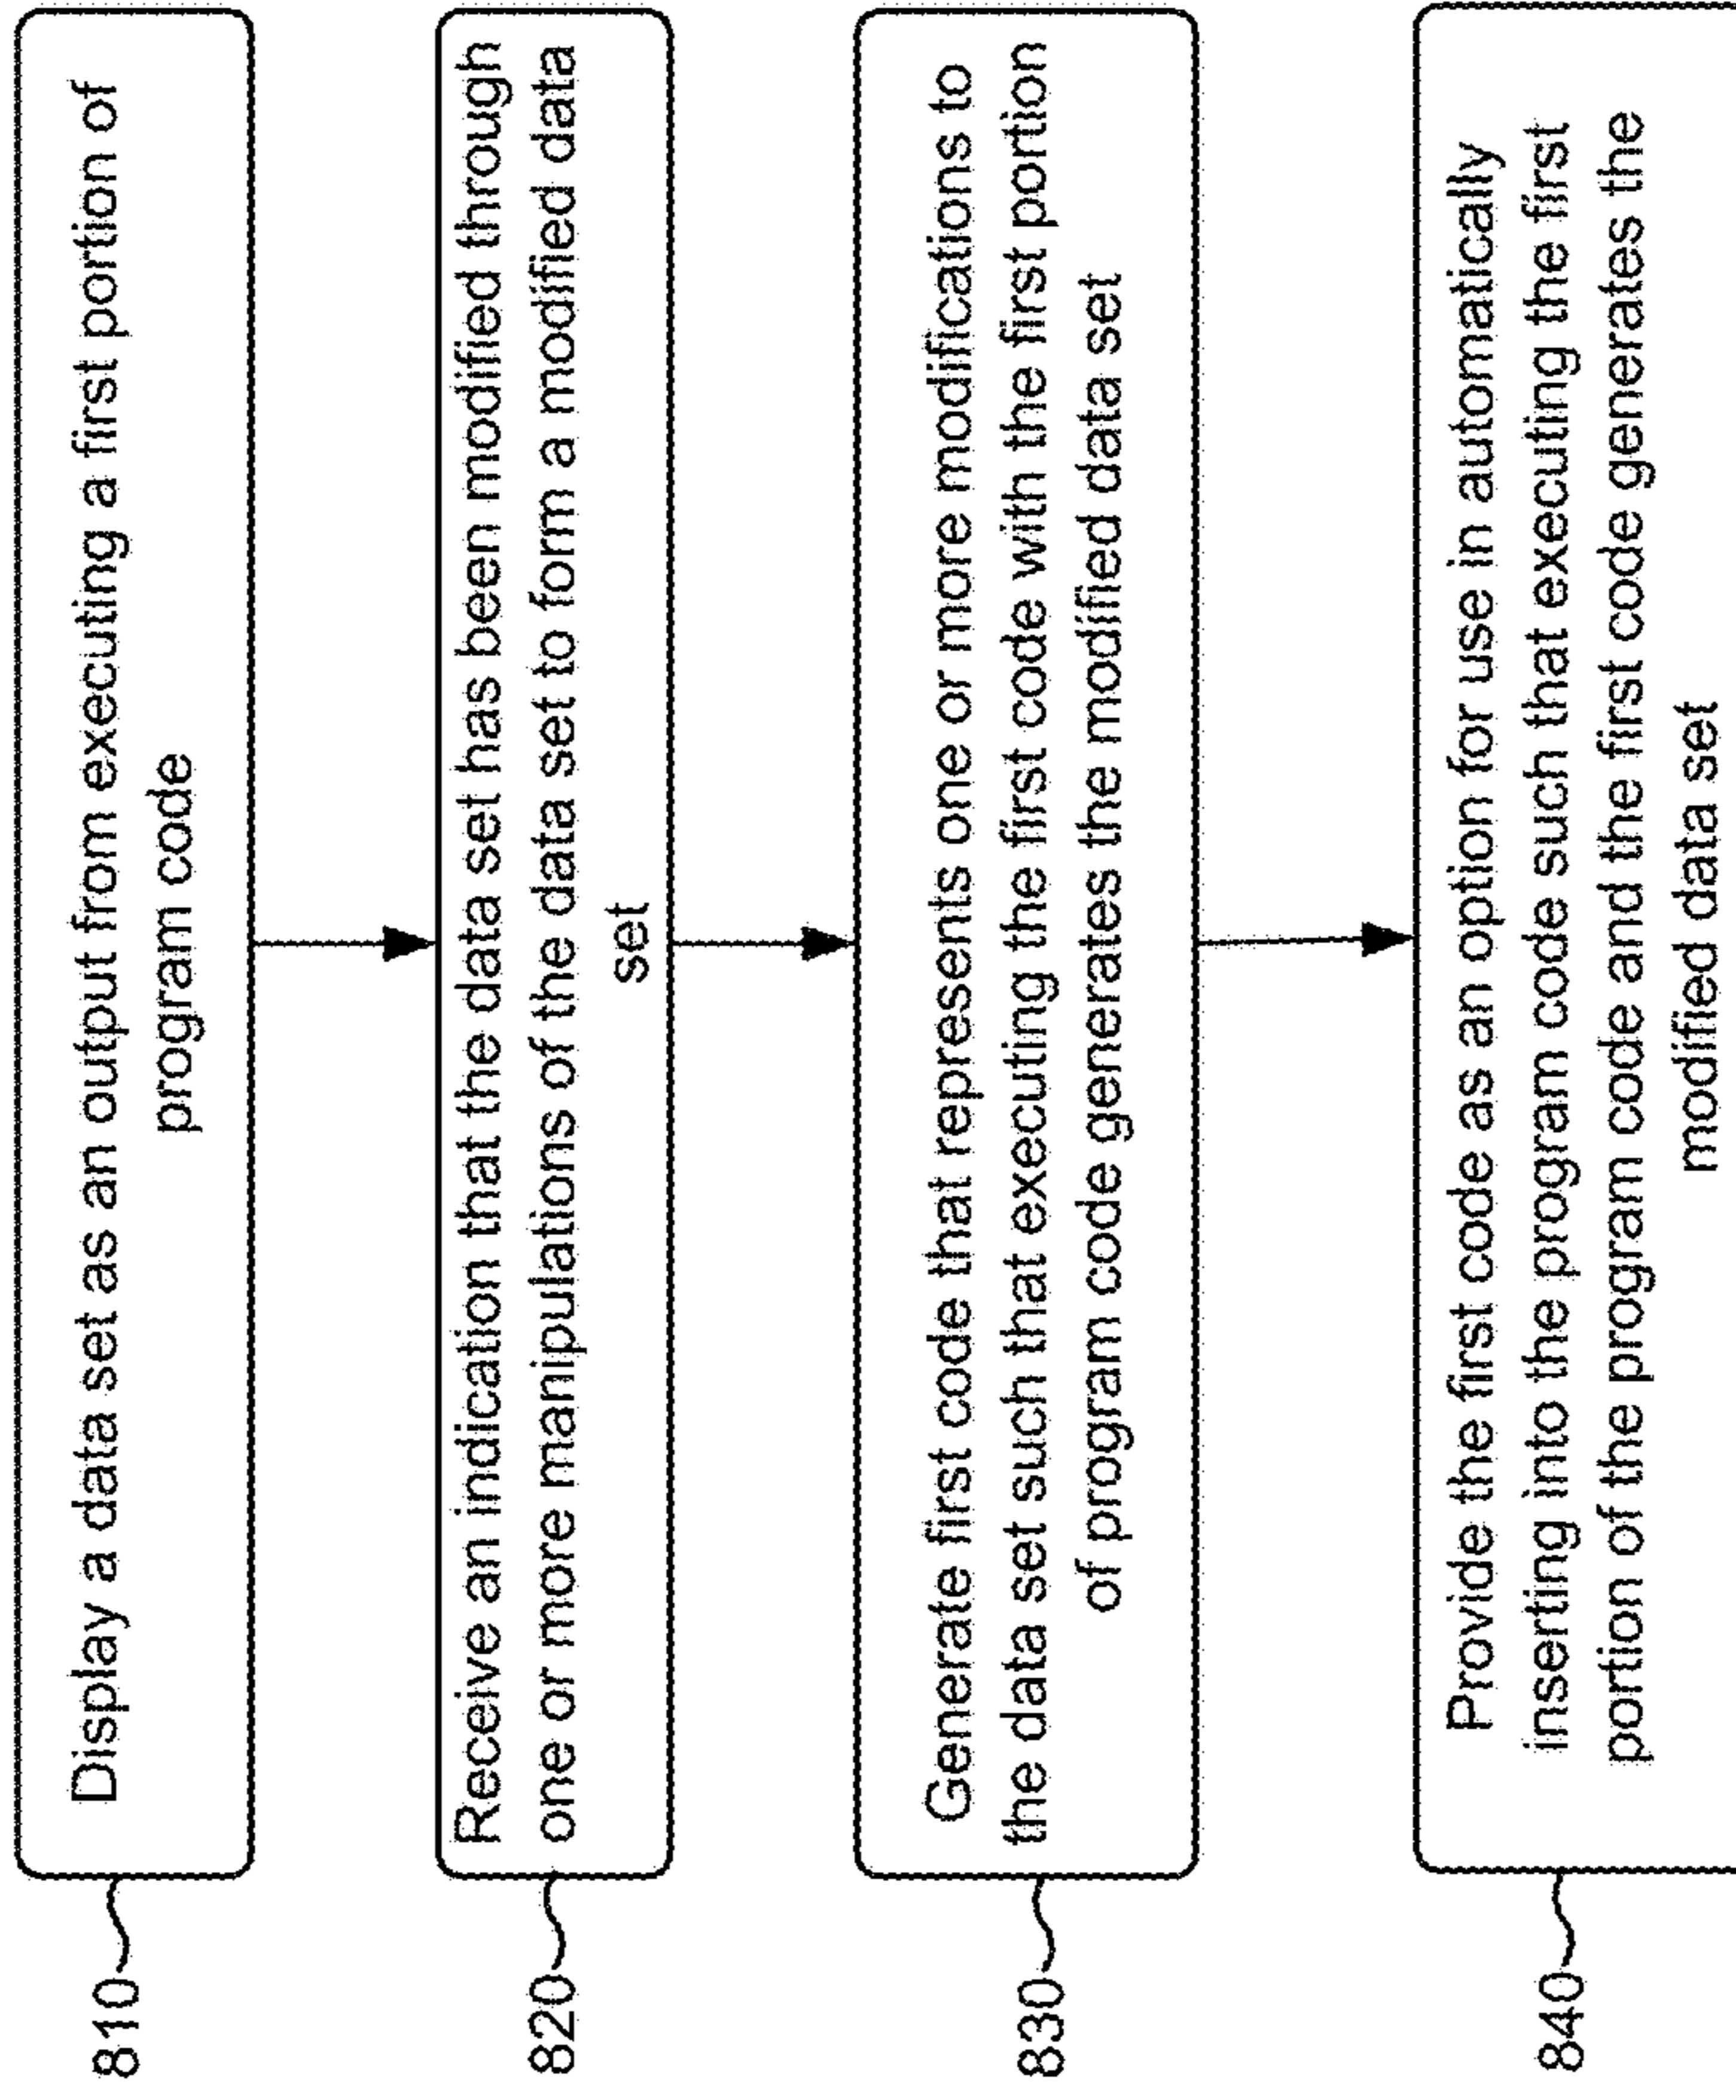 810
Display a data set as an output from executing a first portion of
program code
820
Receive an indication that the data set has been modified through
one or more manipulations of the data set to form a modified data
set
830
Generate first code that represents one or more modifications to
the data set such that executing the first code with the first portion
of program code generates the modified data set
840
Provide the first code as an option for use in automatically
inserting into the program code such that executing the first
portion of the program code and the first code generates the
modified data set